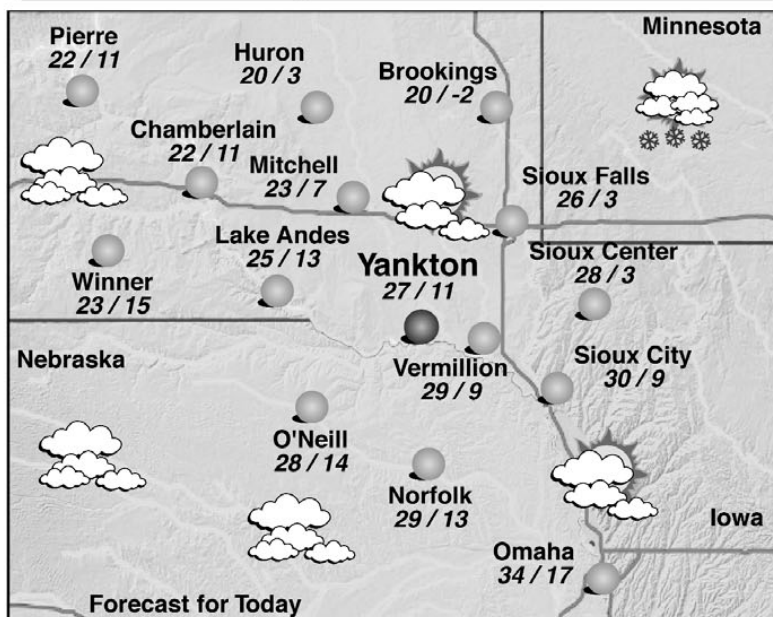 Pierre
22 / 11
Huron
20 / 3
Brookings
20 / -2
Minnesota
Chamberlain
22 / 11
Mitchell
23 / 7
Sioux Falls
26 / 3
Winner
23 / 15
Lake Andes
25 / 13
Yankton
27 / 11
Sioux Center
28 / 3
Nebraska
Vermillion
29 / 9
Sioux City
30 / 9
O'Neill
28 / 14
Norfolk
29 / 13
Iowa
Omaha
34 / 17
Forecast for Today